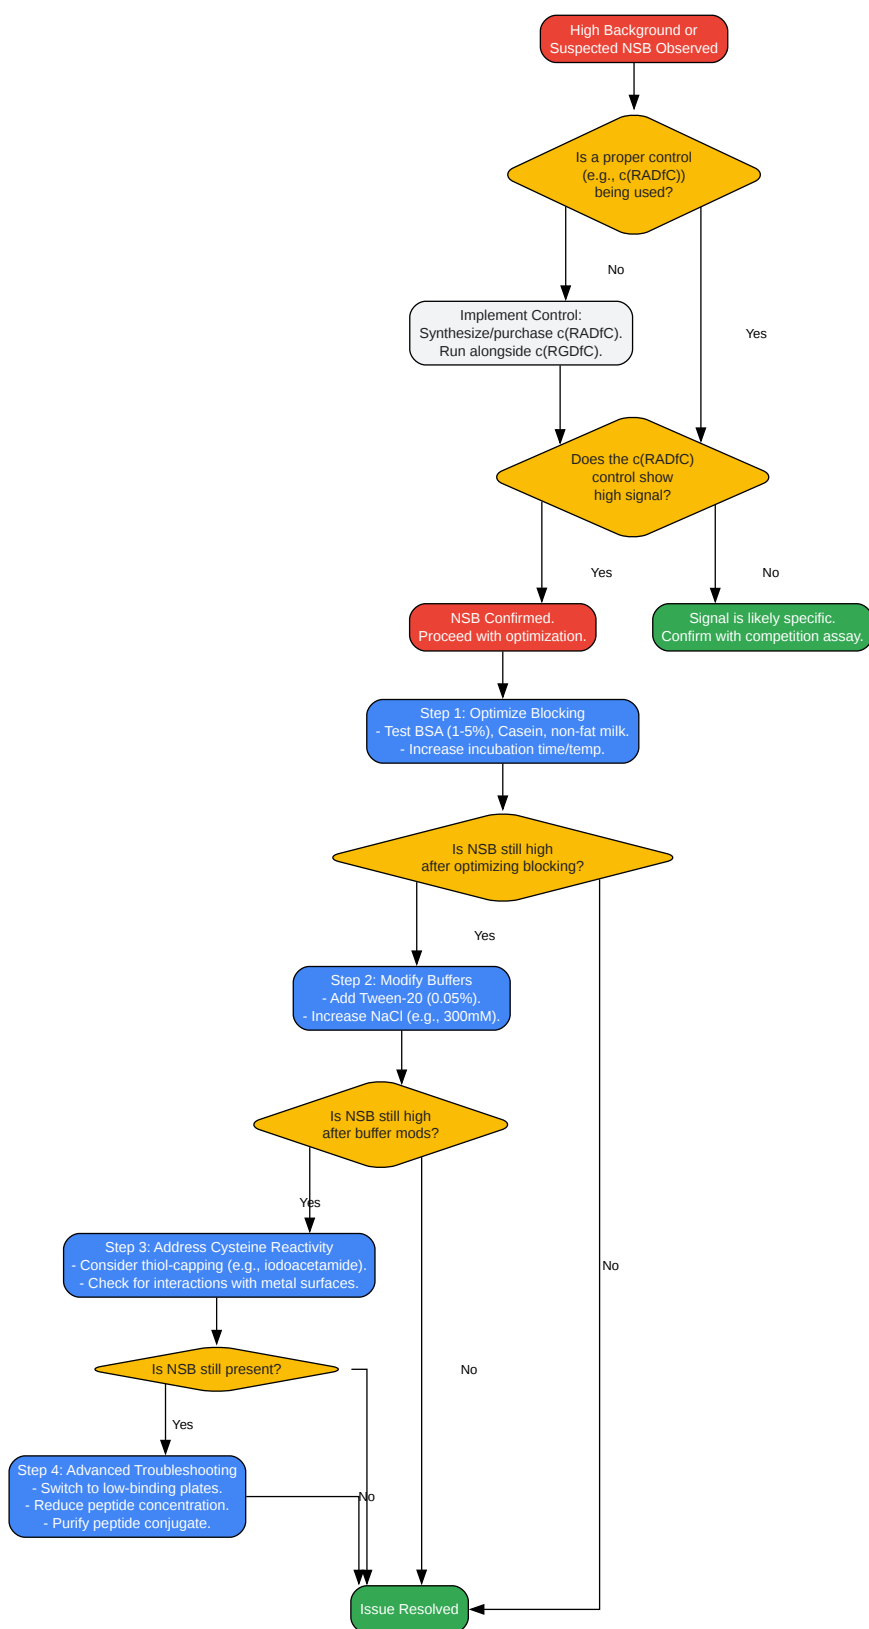 High Background or
Suspected NSB Observed
Is a proper control
(e.g., c(RADfC))
being used?
No
Implement Control:
Synthesize/purchase c(RADfC).
Run alongside c(RGDfC).
Yes
Does the c(RADfC)
control show
high signal?
Yes
No
NSB Confirmed.
Proceed with optimization.
Signal is likely specific.
Confirm with competition assay.
Step 1: Optimize Blocking
- Test BSA (1-5%), Casein, non-fat milk.
- Increase incubation time/temp.
Is NSB still high
after optimizing blocking?
Yes
Step 2: Modify Buffers
- Add Tween-20 (0.05%).
- Increase NaCl (e.g., 300mM).
Is NSB still high
after buffer mods?
Yes
Step 3: Address Cysteine Reactivity
- Consider thiol-capping (e.g., iodoacetamide).
- Check for interactions with metal surfaces.
No
Is NSB still present?
No
Yes
Step 4: Advanced Troubleshooting
- Switch to low-binding plates.
- Reduce peptide concentration.
- Purify peptide conjugate.
No
Issue Resolved